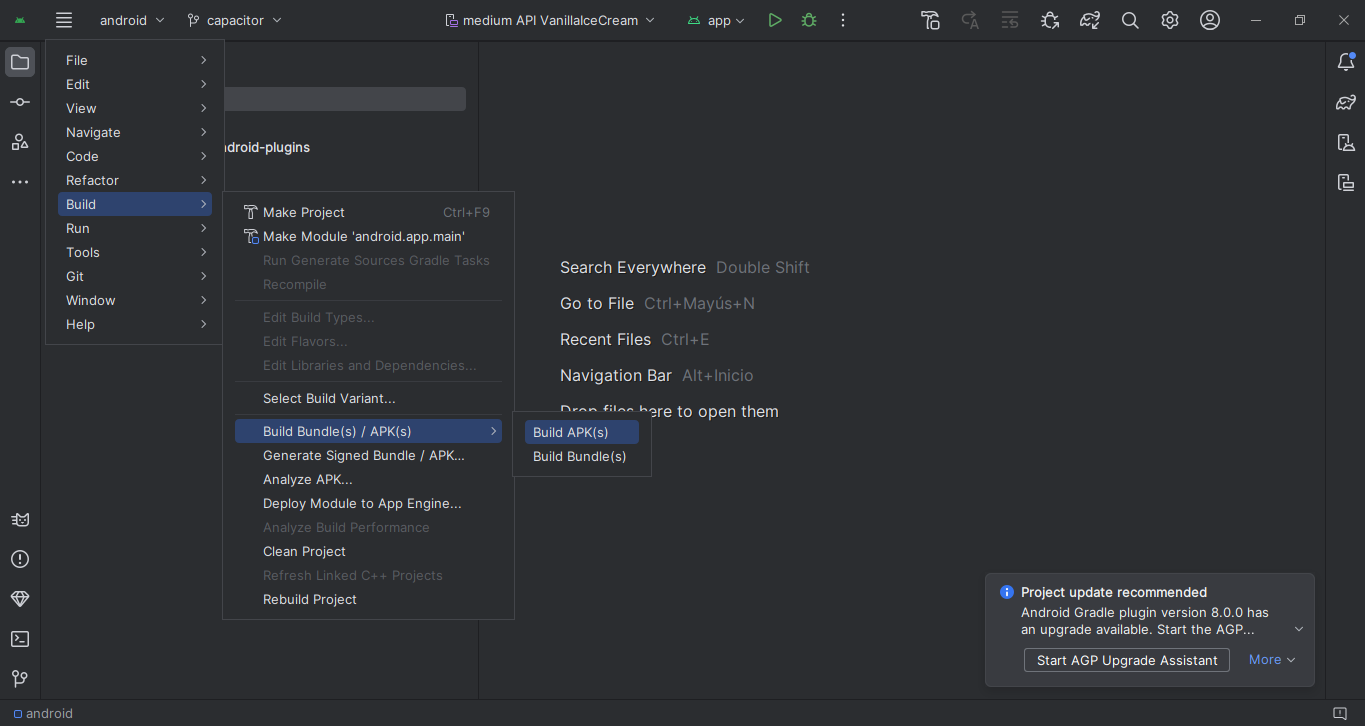 android
capacitor
medium API VanillaIceCream
app
File
Edit
View
Navigate
Code
Refactor
Build
Run
Tools
Git
Window
Help
droid-plugins
Make Project Ctrl+F9
Make Module 'android.app.main'
Run Generate Sources Gradle Tasks
Recompile
Edit Build Types...
Edit Flavors...
Edit Libraries and Dependencies...
Select Build Variant...
Build Bundle(s) / APK(s)
Generate Signed Bundle / APK...
Analyze APK...
Deploy Module to App Engine...
Analyze Build Performance
Clean Project
Refresh Linked C++ Projects
Rebuild Project
Build APK(s)
Build Bundle(s)
Search Everywhere Double Shift
Go to File Ctrl+Mayús+N
Recent Files Ctrl+E
Navigation Bar Alt+Inicio
Drop files here to open them
Project update recommended
Android Gradle plugin version 8.0.0 has
an upgrade available. Start the AGP...
Start AGP Upgrade Assistant More
android